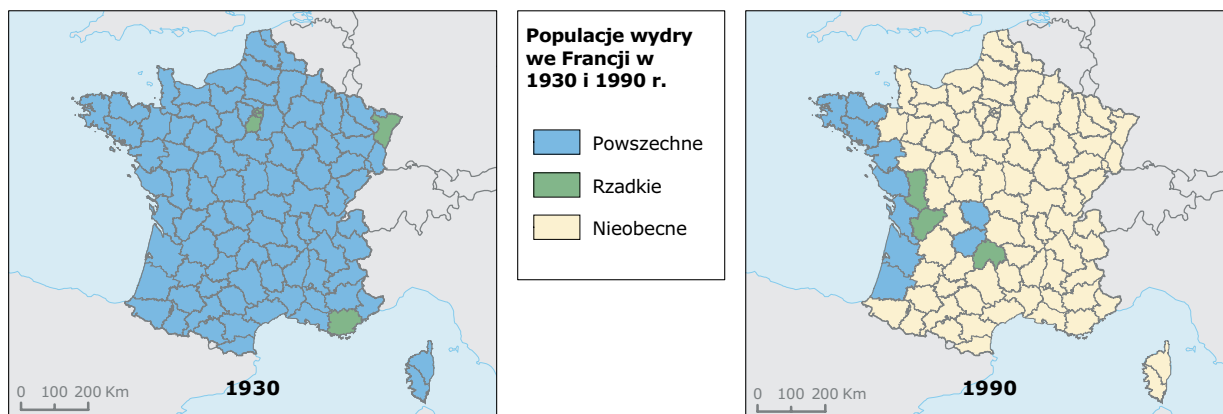 Populacje wydry
we Francji w
1930 i 1990 r.
Powszechne
Rzadkie
Nieobecne
1930
0 100 200 Km
1990
0 100 200 Km